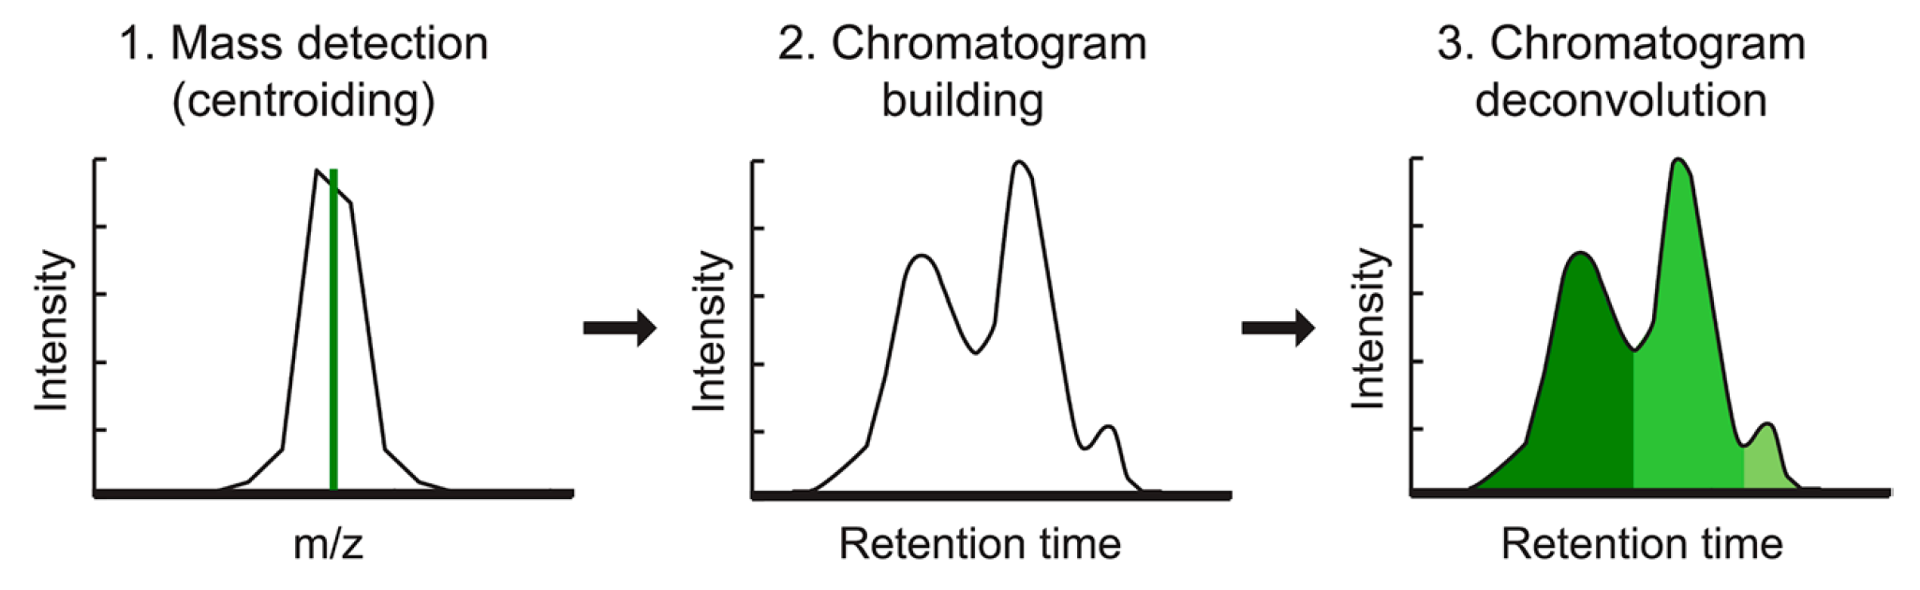 1. Mass detection
(centroiding)
Intensity
m/z
2. Chromatogram
building
Intensity
Retention time
3. Chromatogram
deconvolution
Intensity
Retention time